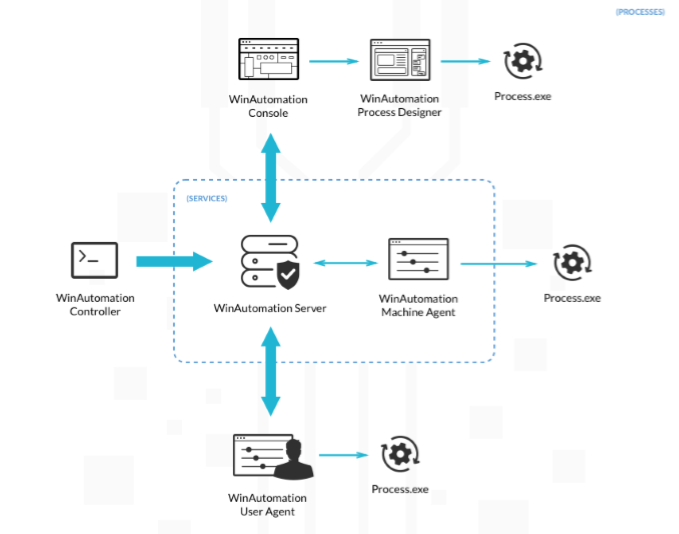 {PROCESSES}
WinAutomation
Console
WinAutomation
Process Designer
Process.exe
{SERVICES}
WinAutomation
Controller
WinAutomation Server
WinAutomation
Machine Agent
Process.exe
WinAutomation
User Agent
Process.exe